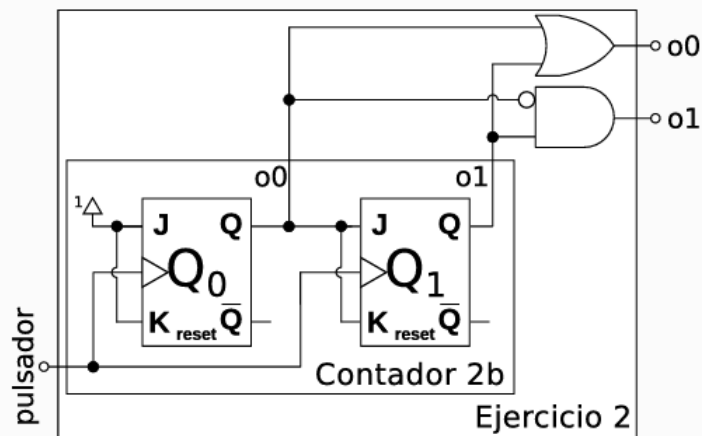 o0
o1
o0
o1
1
J
Q
Q0
K
reset
Q̅
J
Q
Q1
K
reset
Q̅
pulsador
Contador 2b
Ejercicio 2